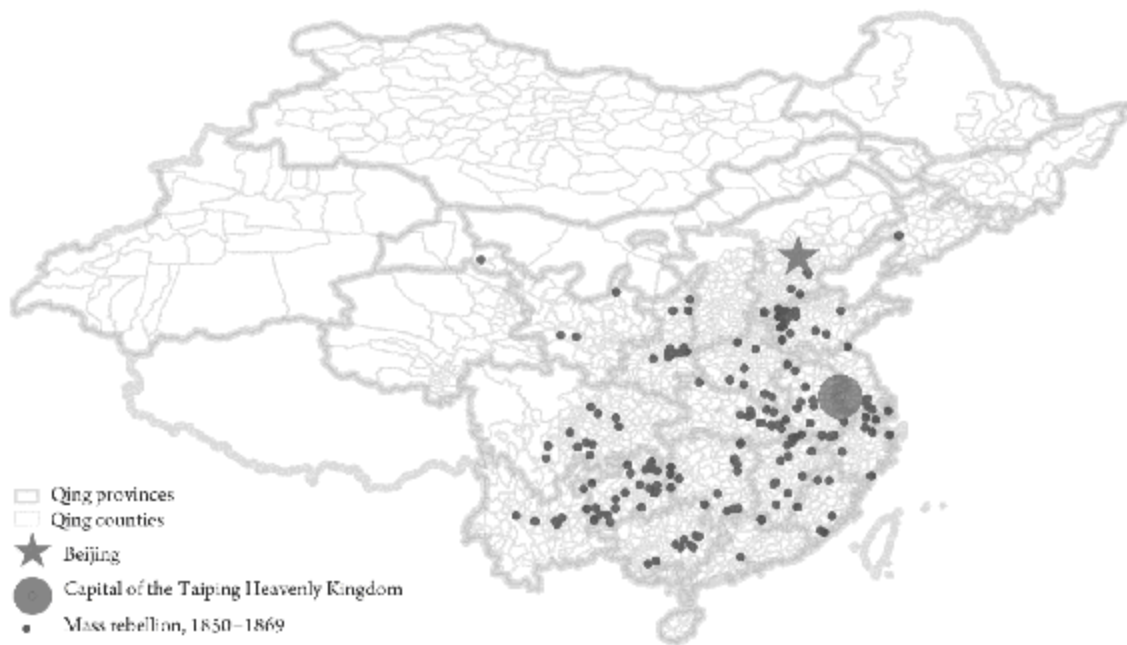 Qing provinces
Qing counties
Beijing
Capital of the Taiping Heavenly Kingdom
Mass rebellion, 1850–1869